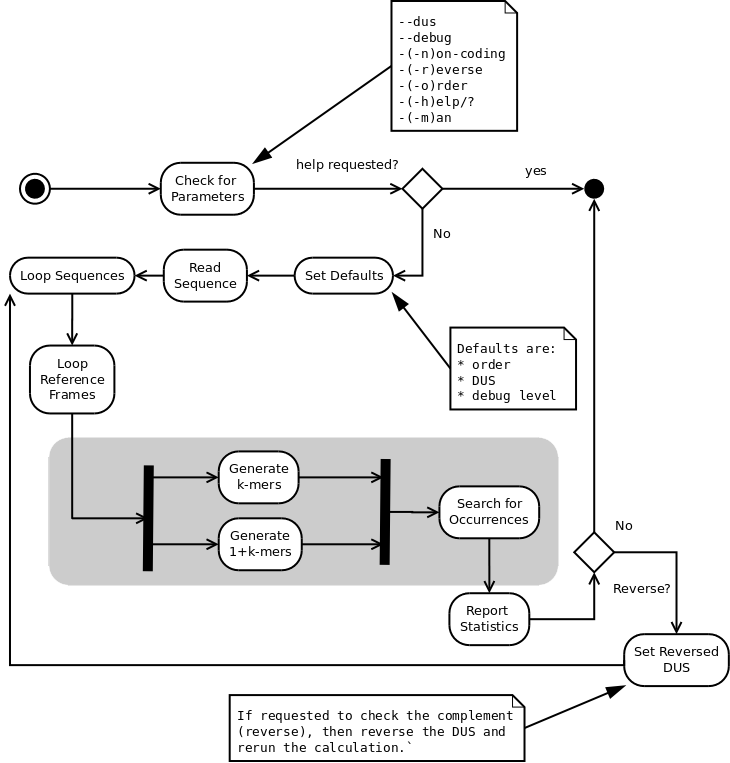 --dus
--debug
-(-n)on-coding
-(-r)everse
-(-o)rder
-(-h)elp/?
-(-m)an
help requested?
yes
Check for
Parameters
No
Loop Sequences
Read
Sequence
Set Defaults
Defaults are:
* order
* DUS
* debug level
Loop
Reference
Frames
Generate
k-mers
Generate
1+k-mers
Search for
Occurrences
No
Reverse?
Report
Statistics
Set Reversed
DUS
If requested to check the complement
(reverse), then reverse the DUS and
rerun the calculation.`